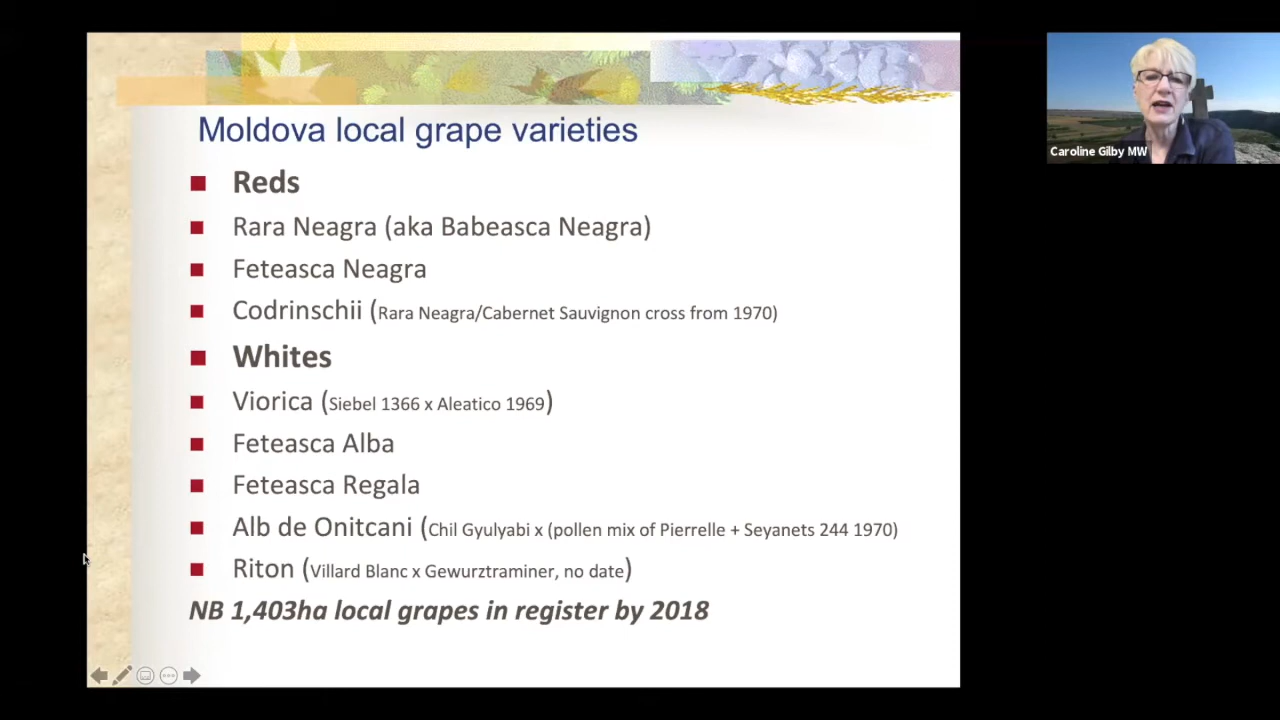 Moldova local grape varieties
Reds
Rara Neagra (aka Babeasca Neagra)
Feteasca Neagra
Codrinschii (Rara Neagra/Cabernet Sauvignon cross from 1970)
Whites
Viorica (Siebel 1366 x Aleatico 1969)
Feteasca Alba
Feteasca Regala
Alb de Onitcani (Chil Gyulyabi x (pollen mix of Pierrelle + Seyanets 244 1970)
Riton (Villard Blanc x Gewurztraminer, no date)
NB 1,403ha local grapes in register by 2018
Caroline Gilby MW